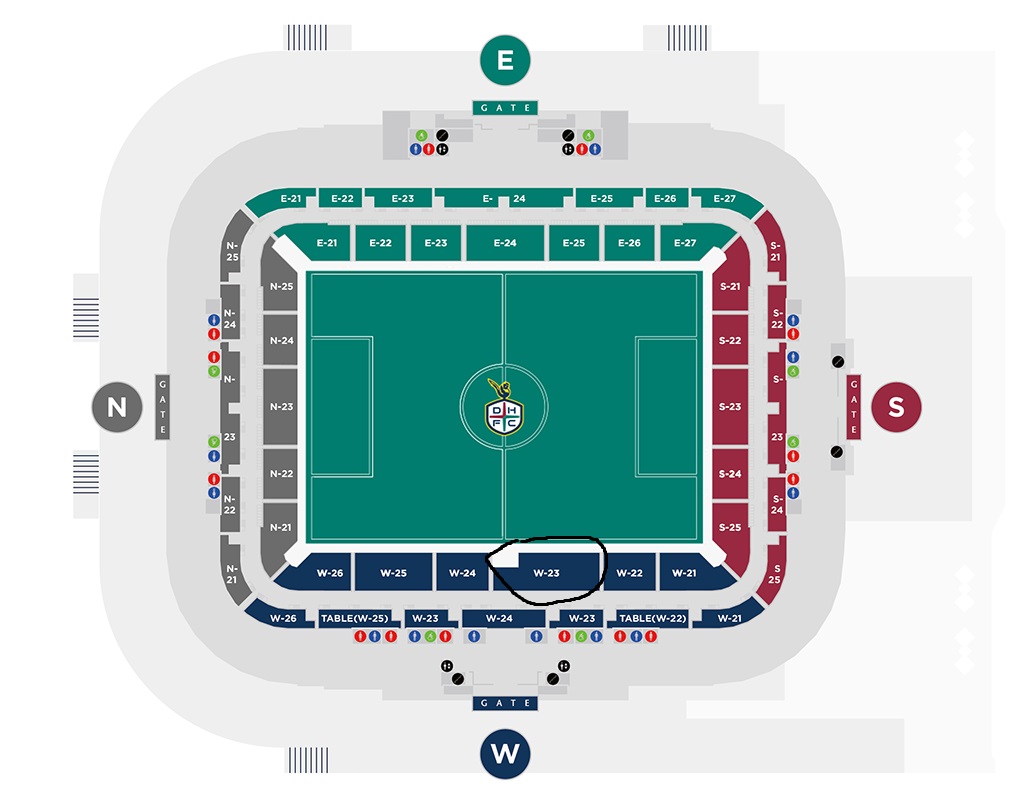 E
GATE
E-21 E-22 E-23 E- 24 E-25 E-26 E-27
E-21 E-22 E-23 E-24 E-25 E-26 E-27
N-
25
N-25
S-21
S-
21
N-
24
N-24
S-22
S-
22
N
GATE
N-
23
N-23
DH
FC
S-23
S-
23
GATE
S
N-
22
N-22
S-24
S-
24
N-
21
N-21
S-25
S
25
W-26 W-25 W-24 W-23 W-22 W-21
W-26 TABLE(W-25) W-23 W-24 W-23 TABLE(W-22) W-21
GATE
W